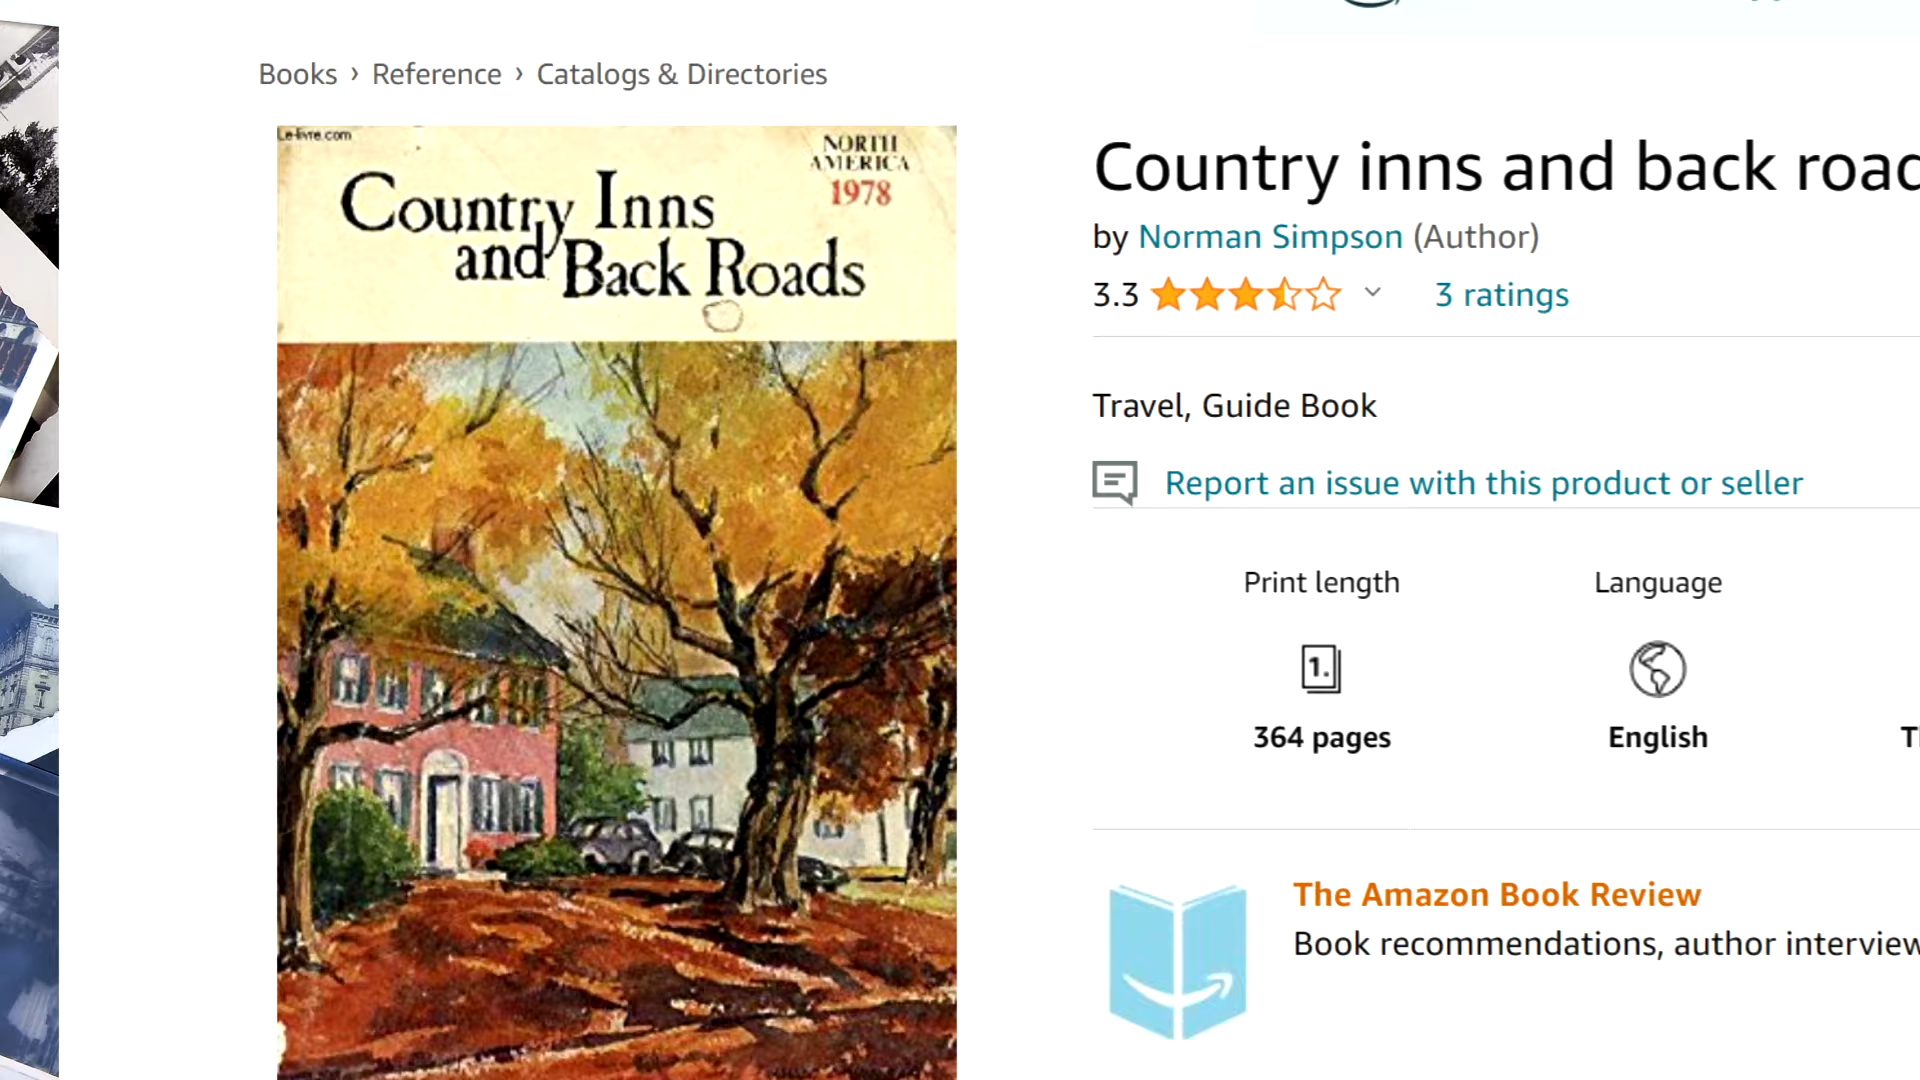 Books › Reference › Catalogs & Directories
Le-livre.com
NORTH
AMERICA
1978
Country Inns
and Back Roads
Country inns and back road
by Norman Simpson (Author)
3.3
3 ratings
Travel, Guide Book
Report an issue with this product or seller
Print length
Language
1.
364 pages
English
The Amazon Book Review
Book recommendations, author interview